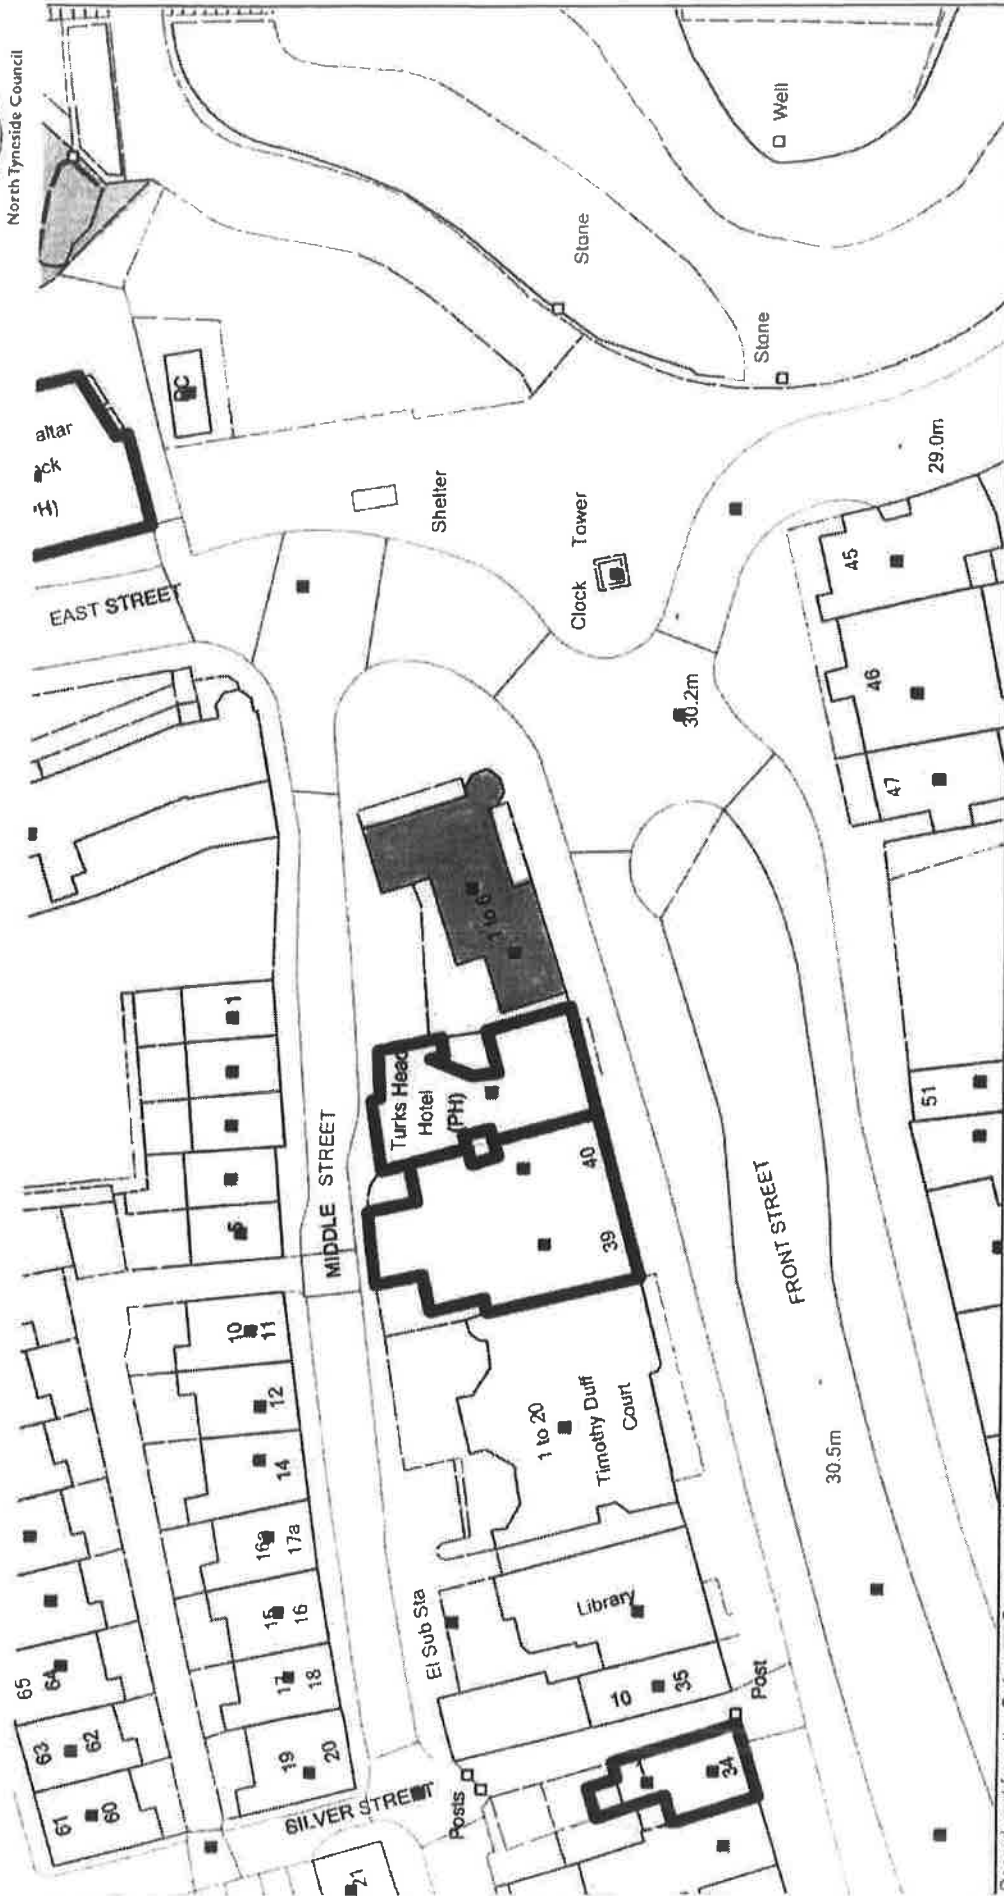 North Tyneside Council
altar
ck
'H)
PC
EAST STREET
Shelter
Clock Tower
Stone
Stone
Well
29.0m
30.2m
45
46
47
51
1 to 6
1
5
MIDDLE STREET
Turks Head
Hotel
(PH)
40
39
FRONT STREET
30.5m
10
11
12
14
16a
17a
15
16
17
18
19
20
65
64
63
62
61
60
1 to 20
Timothy Duff
Court
El Sub Sta
Library
10
35
Post
34
SILVER STREET
Posts
21